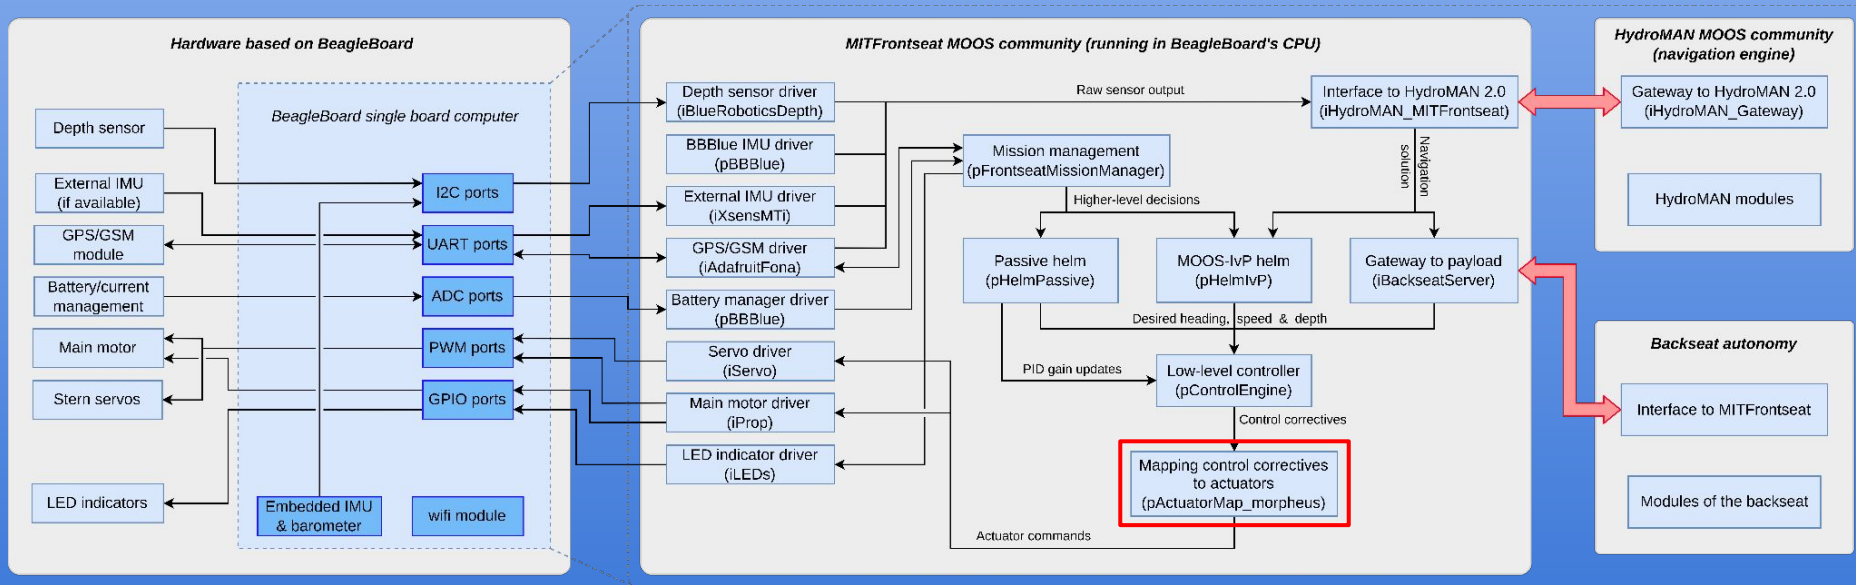 Hardware based on BeagleBoard
BeagleBoard single board computer
Depth sensor
External IMU
(if available)
GPS/GSM
module
Battery/current
management
Main motor
Stern servos
LED indicators
I2C ports
UART ports
ADC ports
PWM ports
GPIO ports
Embedded IMU
& barometer
wifi module
MITFrontseat MOOS community (running in BeagleBoard's CPU)
Depth sensor driver
(iBlueRoboticsDepth)
BBBlue IMU driver
(pBBBlue)
External IMU driver
(iXsensMTi)
GPS/GSM driver
(iAdafruitFona)
Battery manager driver
(pBBBlue)
Servo driver
(iServo)
Main motor driver
(iProp)
LED indicator driver
(iLEDs)
Raw sensor output
Mission management
(pFrontseatMissionManager)
Higher-level decisions
Interface to HydroMAN 2.0
(iHydroMAN_MITFrontseat)
Navigation
solution
Passive helm
(pHelmPassive)
MOOS-IvP helm
(pHelmIvP)
Gateway to payload
(iBackseatServer)
Desired heading, speed & depth
PID gain updates
Low-level controller
(pControlEngine)
Control correctives
Mapping control correctives
to actuators
(pActuatorMap_morpheus)
Actuator commands
HydroMAN MOOS community
(navigation engine)
Gateway to HydroMAN 2.0
(iHydroMAN_Gateway)
HydroMAN modules
Backseat autonomy
Interface to MITFrontseat
Modules of the backseat